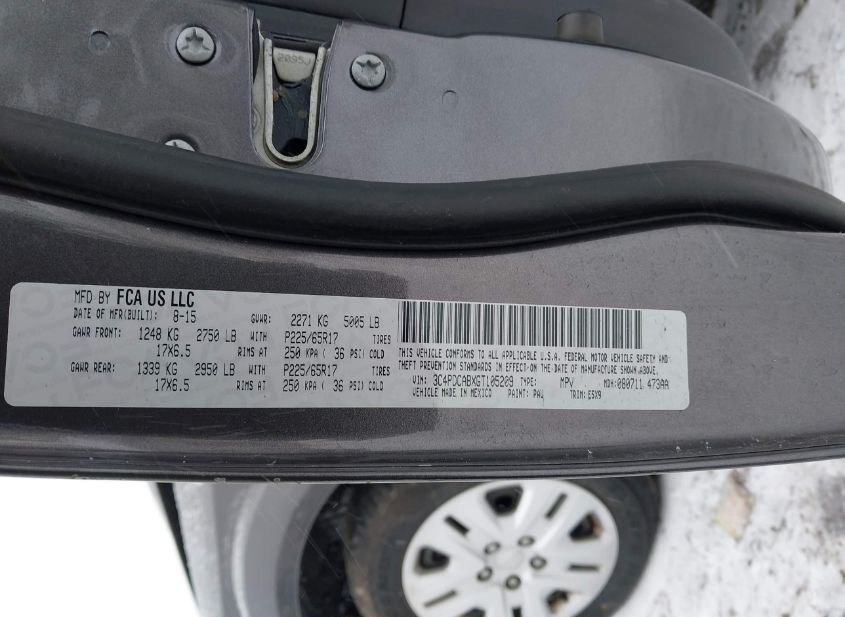 2095J
MFD BY FCA US LLC
DATE OF MFR(BUILT): 8-15 GVWR: 2271 KG 5005 LB
GAWR FRONT: 1248 KG 2750 LB WITH P225/65R17 TIRES
17X6.5 RIMS AT 250 KPA ( 36 PSI) COLD
GAWR REAR: 1339 KG 2950 LB WITH P225/65R17 TIRES
17X6.5 RIMS AT 250 KPA ( 36 PSI) COLD
THIS VEHICLE CONFORMS TO ALL APPLICABLE U.S.A. FEDERAL MOTOR VEHICLE SAFETY AND
THEFT PREVENTION STANDARDS IN EFFECT ON THE DATE OF MANUFACTURE SHOWN ABOVE.
VIN: 3C4PDCABXGT105209 TYPE: MPV MDH: 080711 473AA
VEHICLE MADE IN MEXICO PAINT: PAU TRIM: E5X9